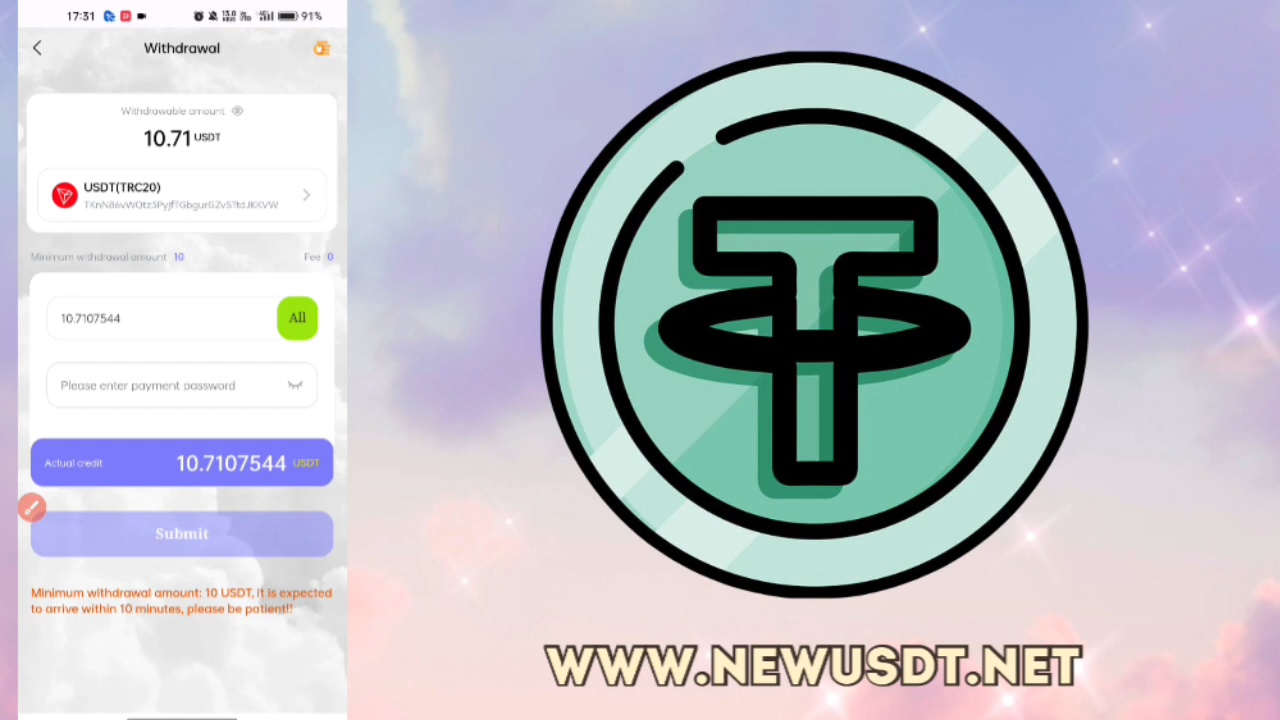 17:31
91%
Withdrawal
Withdrawable amount
10.71 USDT
USDT(TRC20)
Minimum withdrawal amount 10
Fee 0
10.7107544
All
Please enter payment password
Actual credit
10.7107544 USDT
Submit
Minimum withdrawal amount: 10 USDT, it is expected
to arrive within 10 minutes, please be patient!!
WWW.NEWUSDT.NET